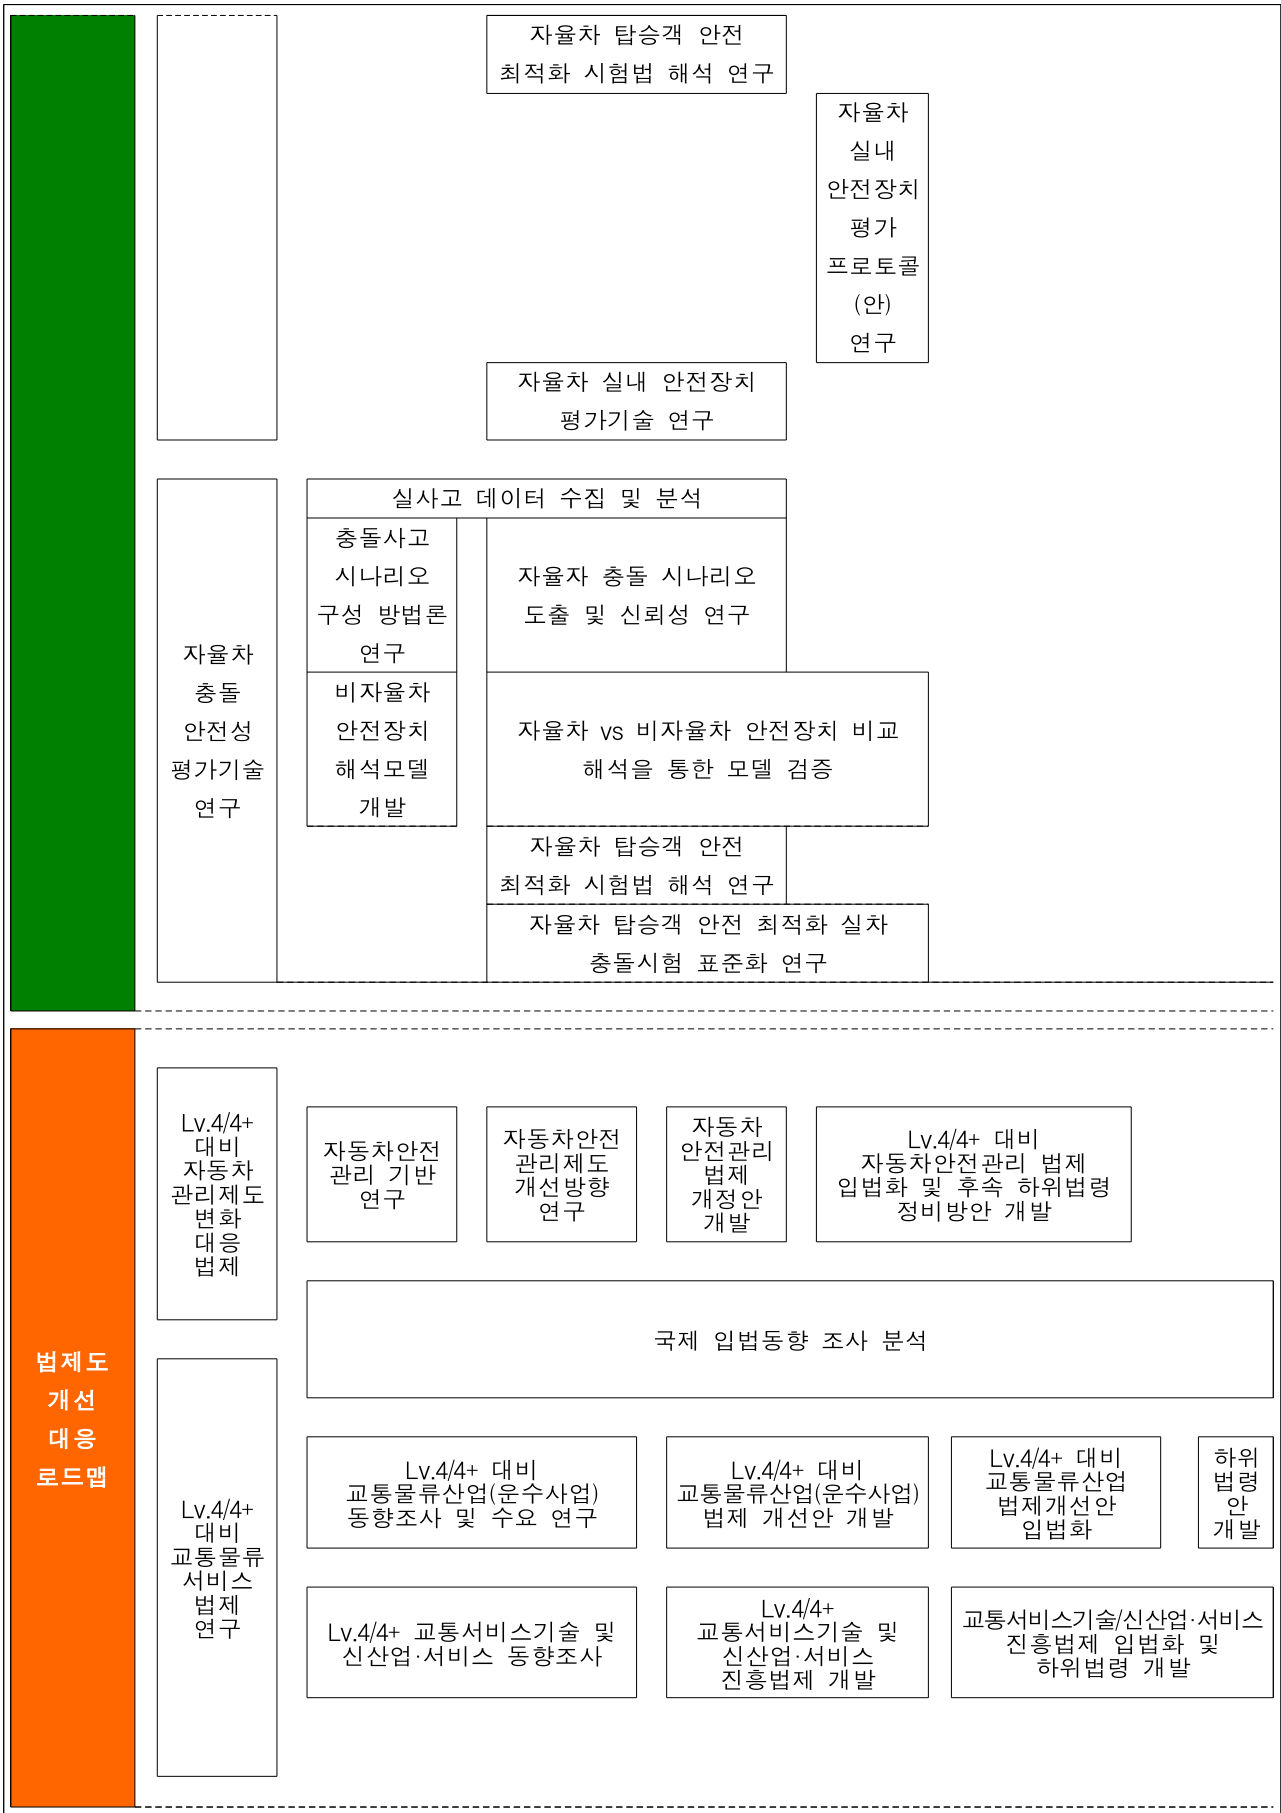 자율차 탑승객 안전
최적화 시험법 해석 연구
자율차
실내
안전장치
평가
프로토콜
(안)
연구
자율차 실내 안전장치
평가기술 연구
자율차
충돌
안전성
평가기술
연구
실사고 데이터 수집 및 분석
충돌사고
시나리오
구성 방법론
연구
자율자 충돌 시나리오
도출 및 신뢰성 연구
비자율차
안전장치
해석모델
개발
자율차 vs 비자율차 안전장치 비교
해석을 통한 모델 검증
자율차 탑승객 안전
최적화 시험법 해석 연구
자율차 탑승객 안전 최적화 실차
충돌시험 표준화 연구
법제도
개선
대응
로드맵
Lv.4/4+
대비
자동차
관리제도
변화
대응
법제
자동차안전
관리 기반
연구
자동차안전
관리제도
개선방향
연구
자동차
안전관리
법제
개정안
개발
Lv.4/4+ 대비
자동차안전관리 법제
입법화 및 후속 하위법령
정비방안 개발
국제 입법동향 조사 분석
Lv.4/4+
대비
교통물류
서비스
법제
연구
Lv.4/4+ 대비
교통물류산업(운수사업)
동향조사 및 수요 연구
Lv.4/4+ 대비
교통물류산업(운수사업)
법제 개선안 개발
Lv.4/4+ 대비
교통물류산업
법제개선안
입법화
하위
법령
안
개발
Lv.4/4+ 교통서비스기술 및
신산업·서비스 동향조사
Lv.4/4+
교통서비스기술 및
신산업·서비스
진흥법제 개발
교통서비스기술/신산업·서비스
진흥법제 입법화 및
하위법령 개발